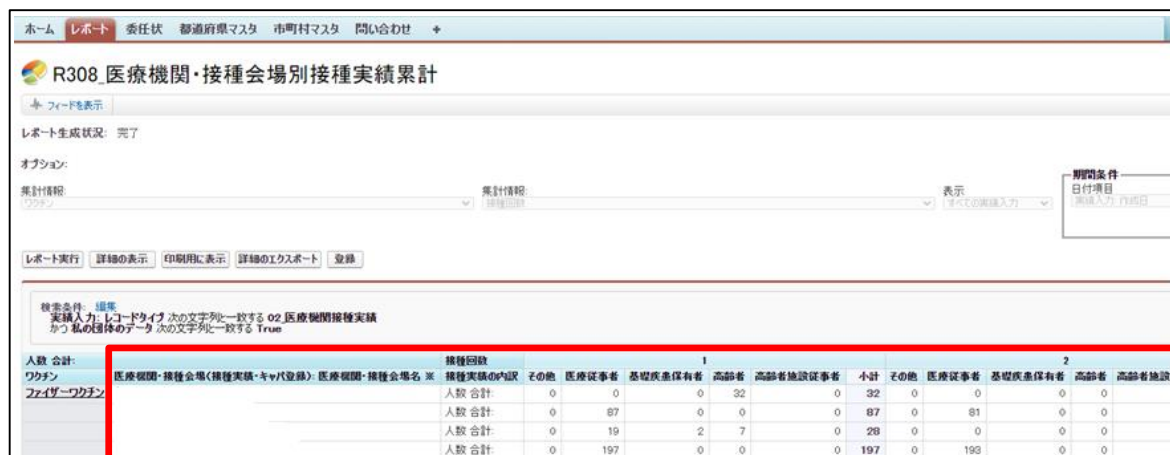 ホーム レポート 委任状 都道府県マスタ 市町村マスタ 問い合わせ +
R308_医療機関・接種会場別接種実績累計
フィードを表示
レポート生成状況: 完了
オプション:
集計情報: 集計情報: 表示 期間条件
ワクチン 接種回数 すべての実績入力 日付項目
実績入力: 作成日
レポート実行 詳細の表示 印刷用に表示 詳細のエクスポート 登録
検索条件: 編集
実績入力: レコードタイプ 次の文字列と一致する 02_医療機関接種実績
かつ 私の団体のデータ 次の文字列と一致する True
人数 合計: 接種回数 1 2
ワクチン 医療機関・接種会場(接種実績・キャパ登録): 医療機関・接種会場名 ※ 接種実績の内訳 その他 医療従事者 基礎疾患保有者 高齢者 高齢者施設従事者 小計 その他 医療従事者 基礎疾患保有者 高齢者 高齢者施設
ファイザーワクチン 人数 合計: 0 0 0 32 0 32 0 0 0 0
人数 合計: 0 87 0 0 0 87 0 81 0 0
人数 合計: 0 19 2 7 0 28 0 0 0 0
人数 合計: 0 197 0 0 0 197 0 193 0 0